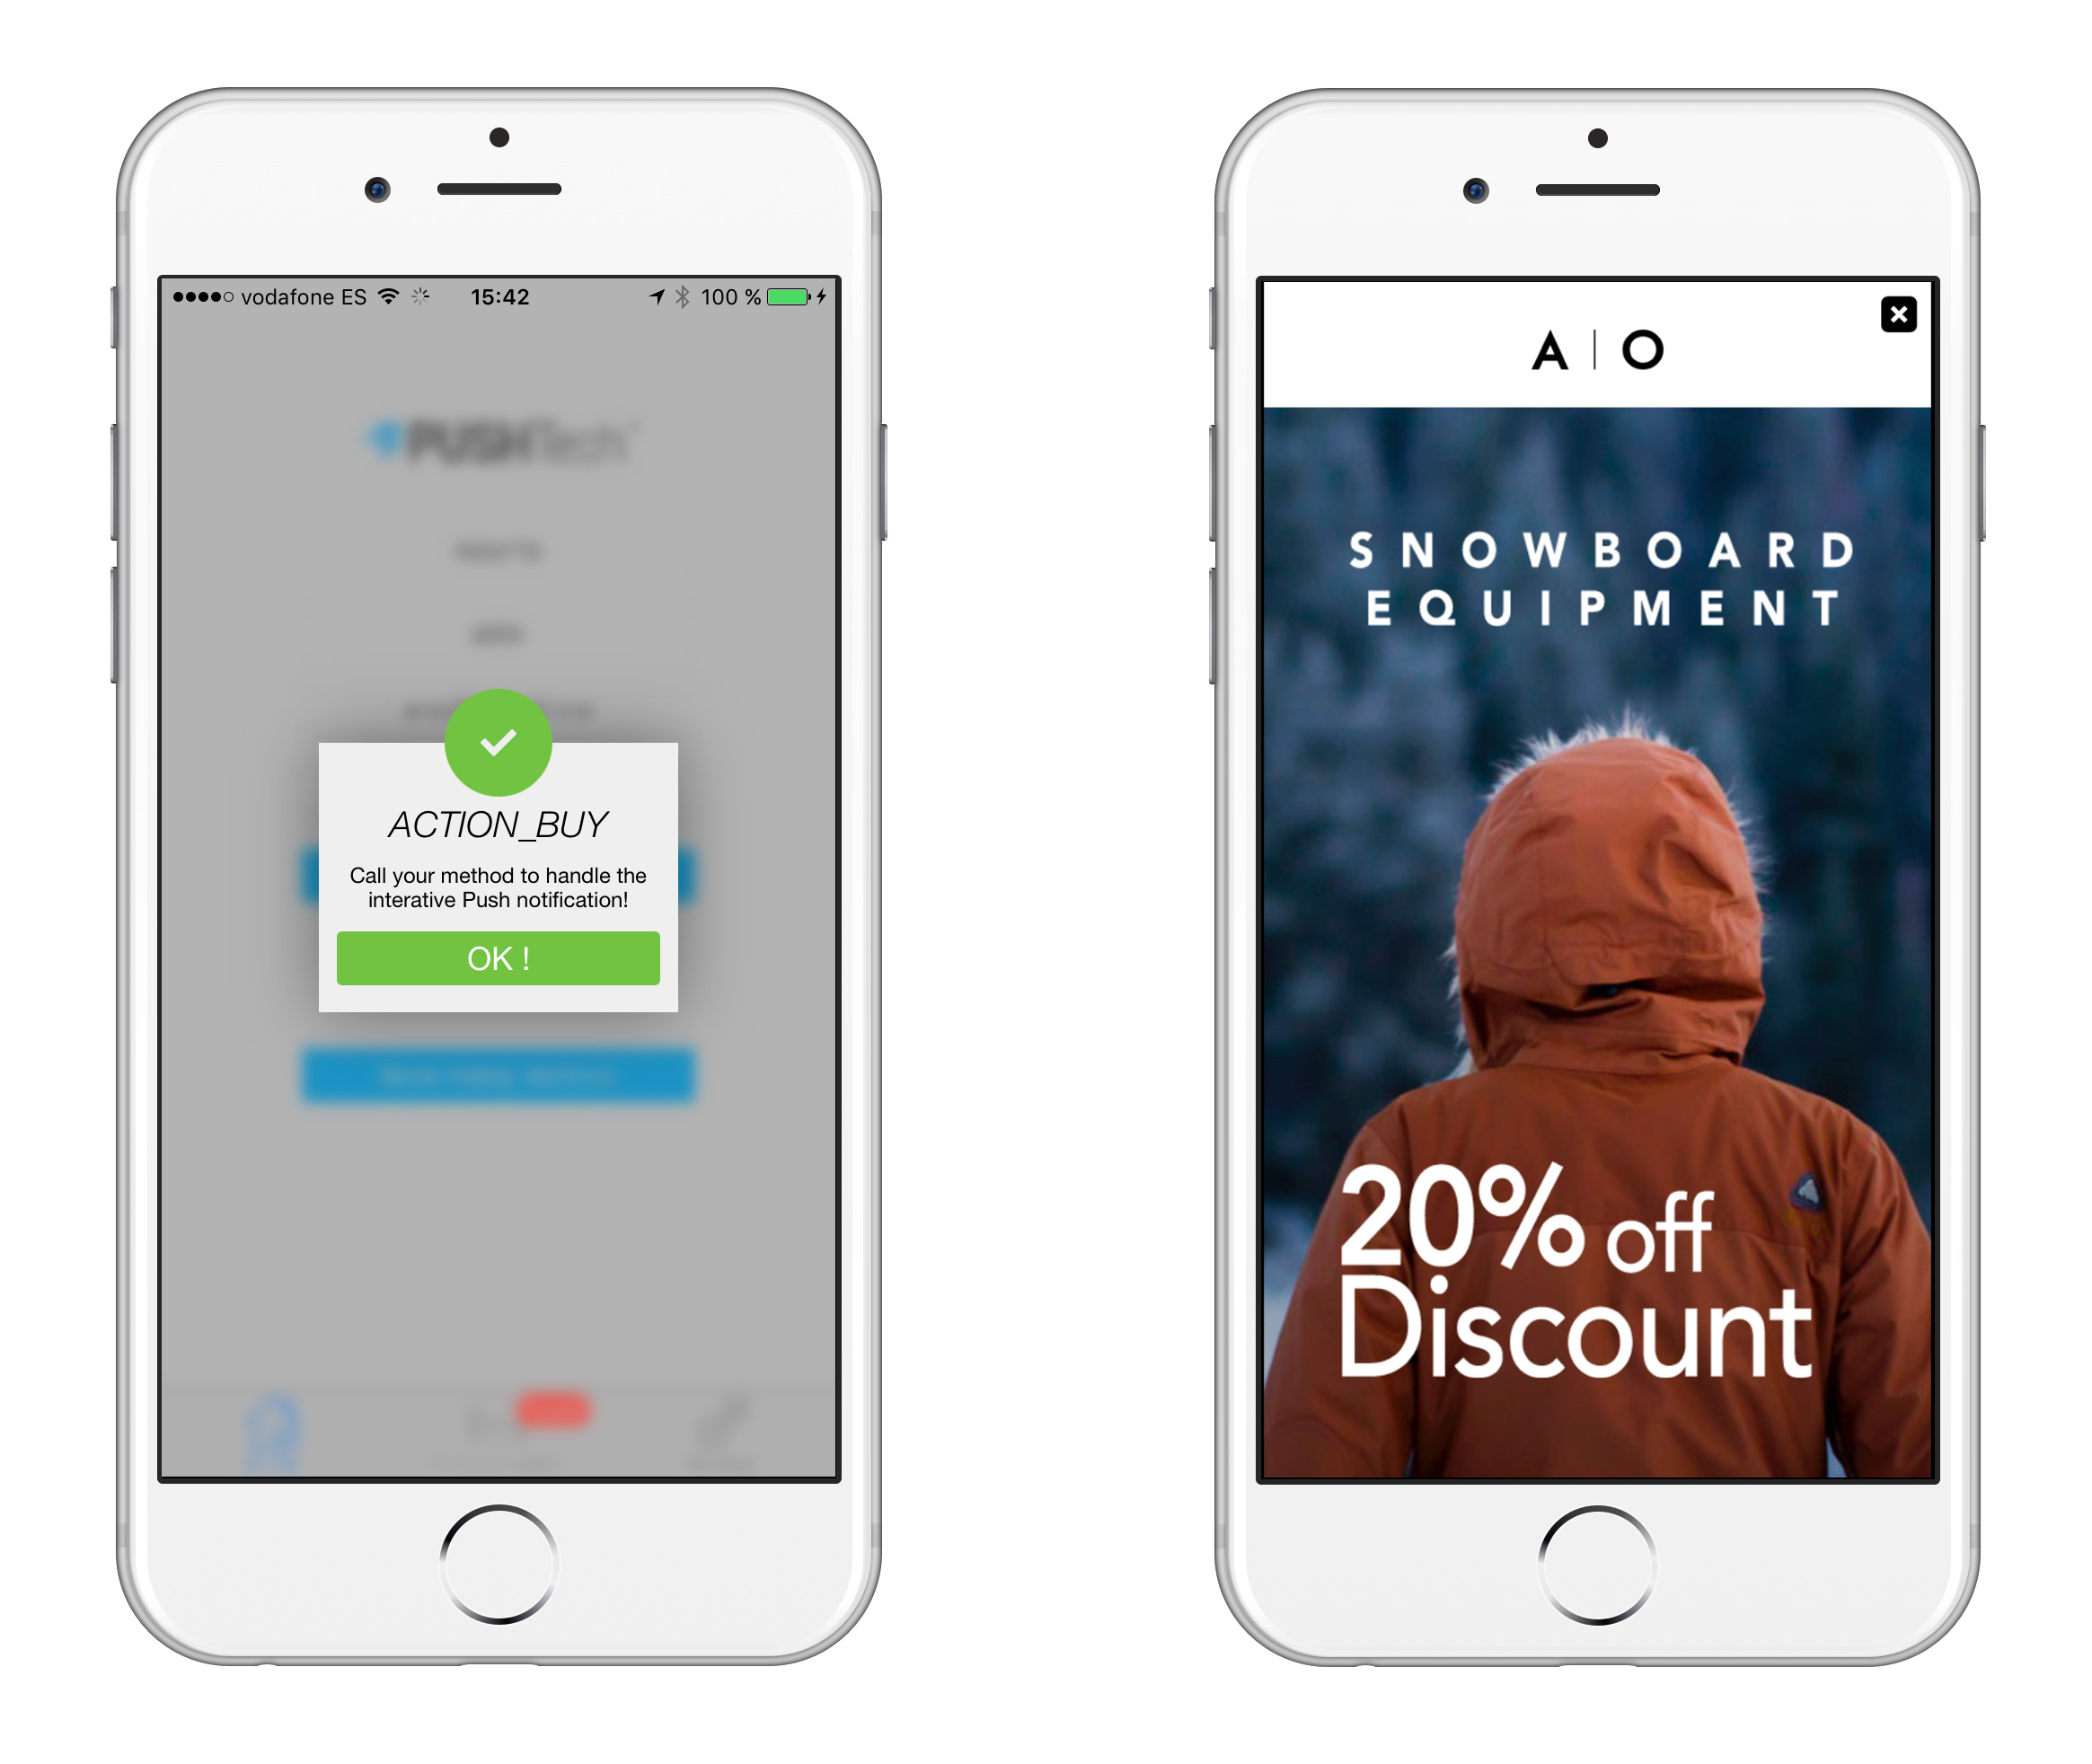 vodafone ES 15:42 100 %
PUSHTech
ACTION_BUY
Call your method to handle the
interative Push notification!
OK !
A | O
SNOWBOARD
EQUIPMENT
20% off
Discount